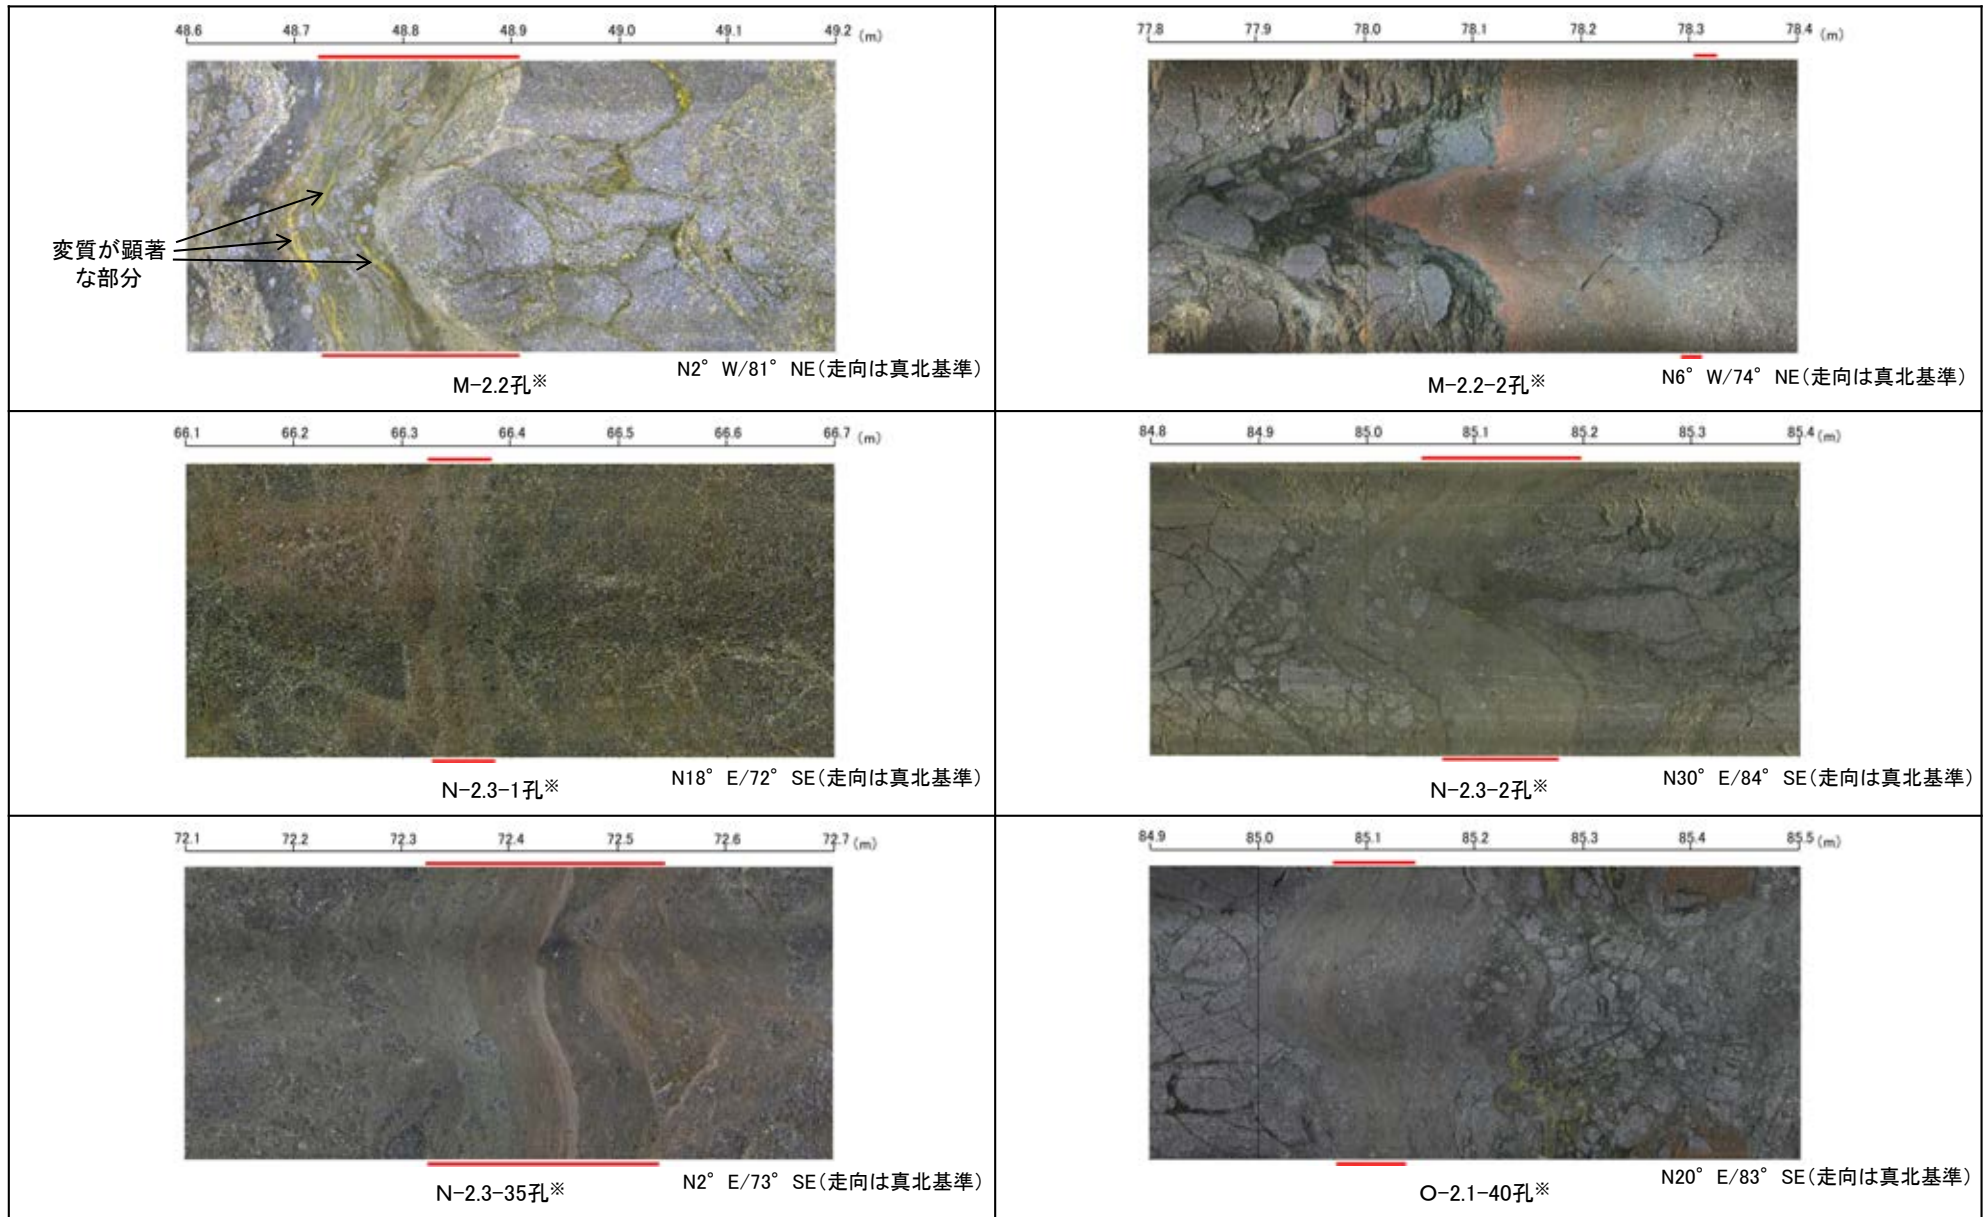 48.6 48.7 48.8 48.9 49.0 49.1 49.2 (m)
変質が顕著
な部分
N2° W/81° NE(走向は真北基準)
M-2.2孔※
77.8 77.9 78.0 78.1 78.2 78.3 78.4 (m)
N6° W/74° NE(走向は真北基準)
M-2.2-2孔※
66.1 66.2 66.3 66.4 66.5 66.6 66.7 (m)
N18° E/72° SE(走向は真北基準)
N-2.3-1孔※
84.8 84.9 85.0 85.1 85.2 85.3 85.4 (m)
N30° E/84° SE(走向は真北基準)
N-2.3-2孔※
72.1 72.2 72.3 72.4 72.5 72.6 72.7 (m)
N2° E/73° SE(走向は真北基準)
N-2.3-35孔※
84.9 85.0 85.1 85.2 85.3 85.4 85.5 (m)
N20° E/83° SE(走向は真北基準)
O-2.1-40孔※